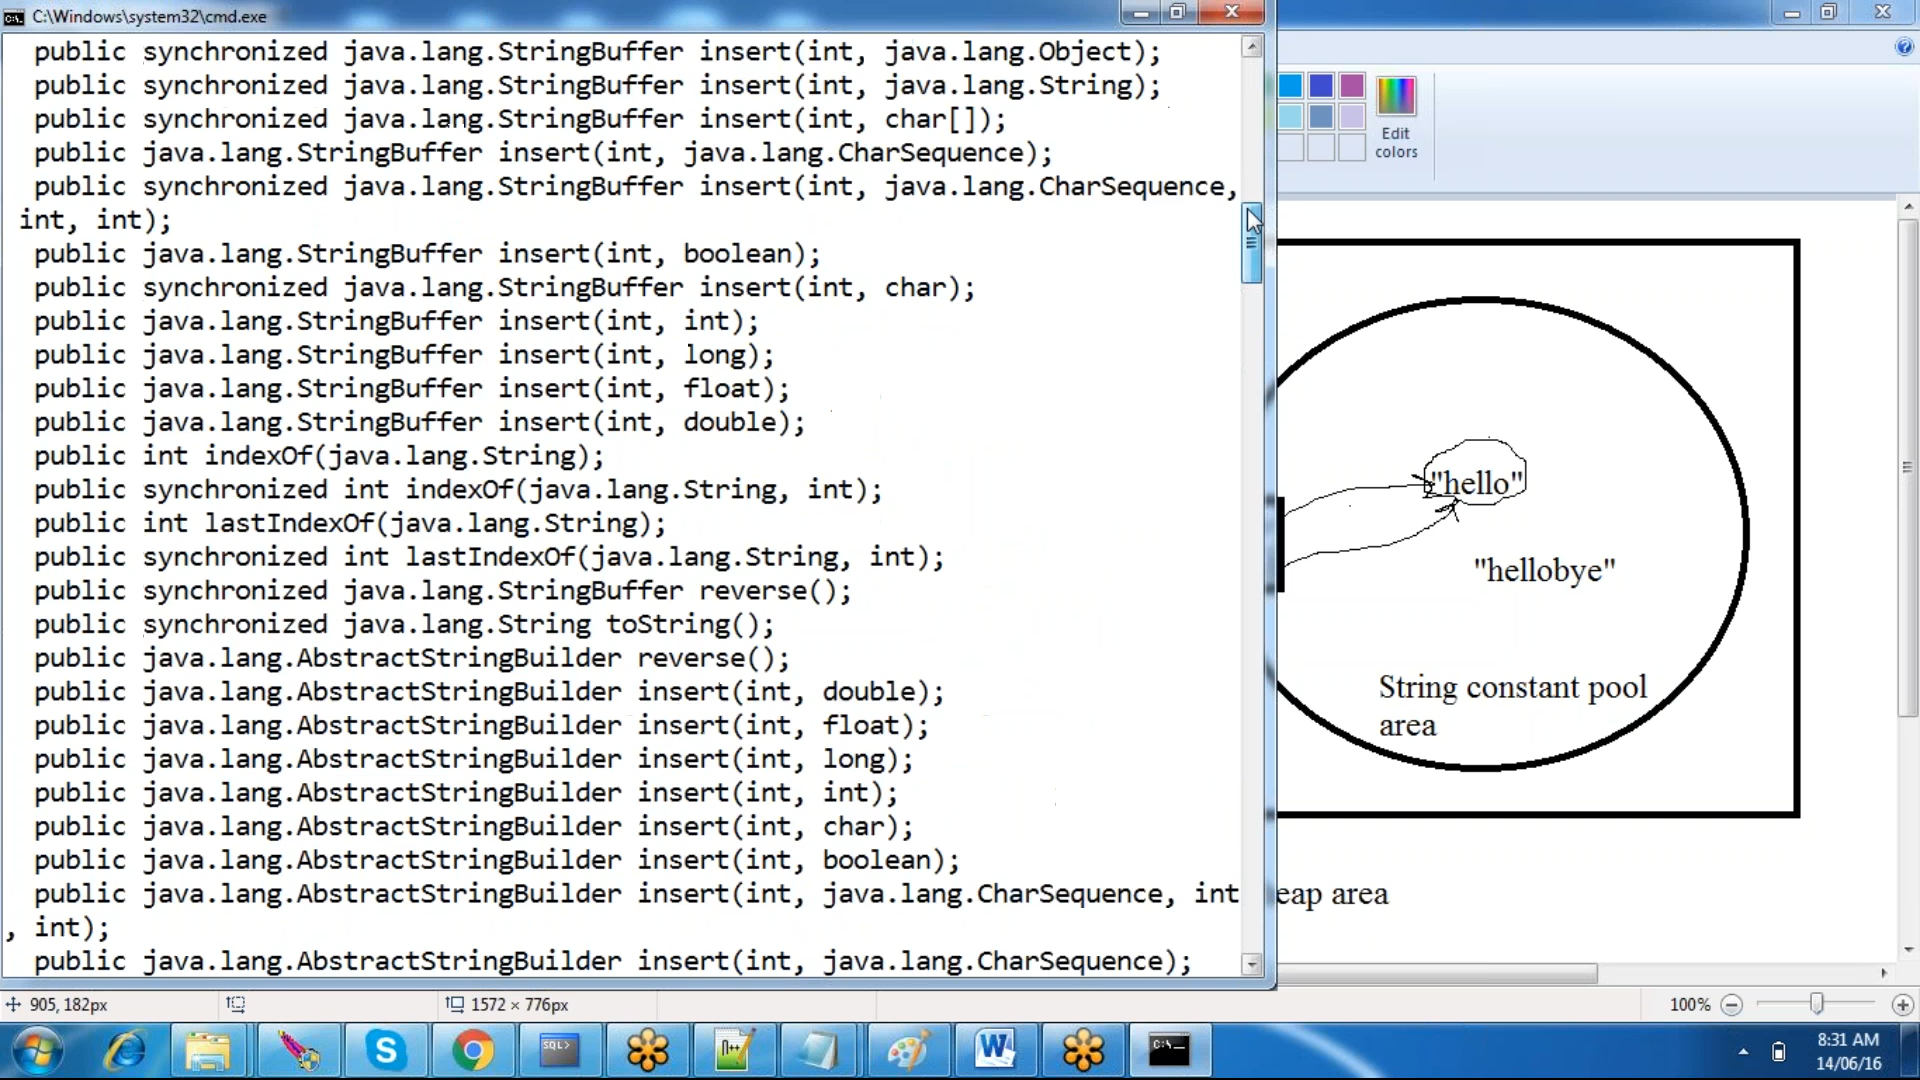 C:\Windows\system32\cmd.exe
public synchronized java.lang.StringBuffer insert(int, java.lang.Object);
public synchronized java.lang.StringBuffer insert(int, java.lang.String);
public synchronized java.lang.StringBuffer insert(int, char[]);
public java.lang.StringBuffer insert(int, java.lang.CharSequence);
public synchronized java.lang.StringBuffer insert(int, java.lang.CharSequence,
int, int);
public java.lang.StringBuffer insert(int, boolean);
public synchronized java.lang.StringBuffer insert(int, char);
public java.lang.StringBuffer insert(int, int);
public java.lang.StringBuffer insert(int, long);
public java.lang.StringBuffer insert(int, float);
public java.lang.StringBuffer insert(int, double);
public int indexOf(java.lang.String);
public synchronized int indexOf(java.lang.String, int);
public int lastIndexOf(java.lang.String);
public synchronized int lastIndexOf(java.lang.String, int);
public synchronized java.lang.StringBuffer reverse();
public synchronized java.lang.String toString();
public java.lang.AbstractStringBuilder reverse();
public java.lang.AbstractStringBuilder insert(int, double);
public java.lang.AbstractStringBuilder insert(int, float);
public java.lang.AbstractStringBuilder insert(int, long);
public java.lang.AbstractStringBuilder insert(int, int);
public java.lang.AbstractStringBuilder insert(int, char);
public java.lang.AbstractStringBuilder insert(int, boolean);
public java.lang.AbstractStringBuilder insert(int, java.lang.CharSequence, int
, int);
public java.lang.AbstractStringBuilder insert(int, java.lang.CharSequence);
Edit
colors
"hello"
"hellobye"
String constant pool
area
eap area
905, 182px
1572 × 776px
100%
8:31 AM
14/06/16